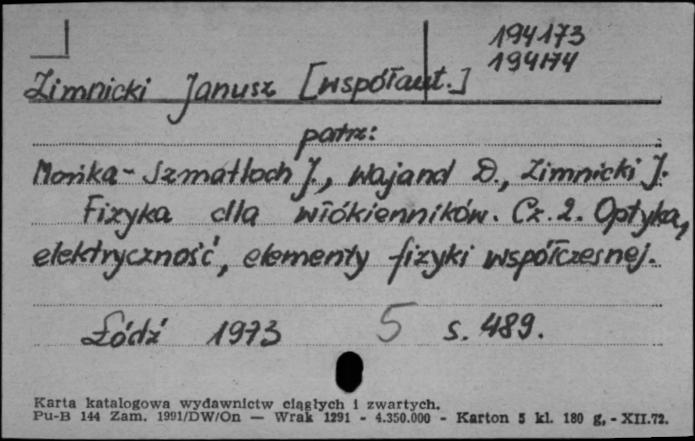 194173
194174
Zimnicki Janusz [współaut.]
patrz:
Mońka-Szmatłoch J., Wajand D., Zimnicki J.
Fizyka dla włókienników. Cz. 2. Optyka,
elektryczność, elementy fizyki współczesnej.
Łódź 1973 5 s. 489.
Karta katalogowa wydawnictw ciągłych i zwartych.
Pu-B 144 Zam. 1991/DW/On — Wrak 1291 - 4.350.000 - Karton 5 kl. 180 g. - XII.72.